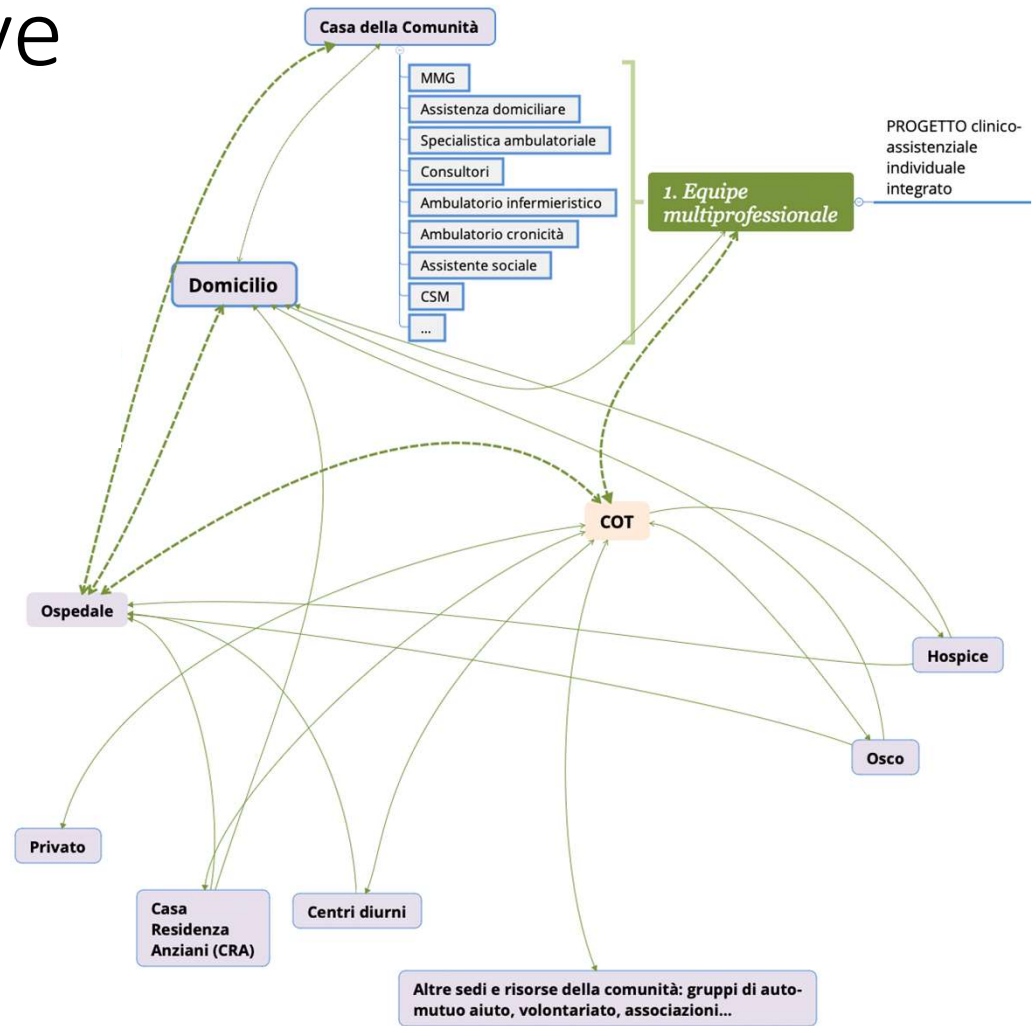 ve
Casa della Comunità
MMG
Assistenza domiciliare
Specialistica ambulatoriale
Consultori
Ambulatorio infermieristico
Ambulatorio cronicità
Assistente sociale
CSM
...
1. Equipe
multiprofessionale
PROGETTO clinico-
assistenziale
individuale
integrato
Domicilio
COT
Ospedale
Hospice
Osco
Privato
Casa
Residenza
Anziani (CRA)
Centri diurni
Altre sedi e risorse della comunità: gruppi di auto-
mutuo aiuto, volontariato, associazioni...